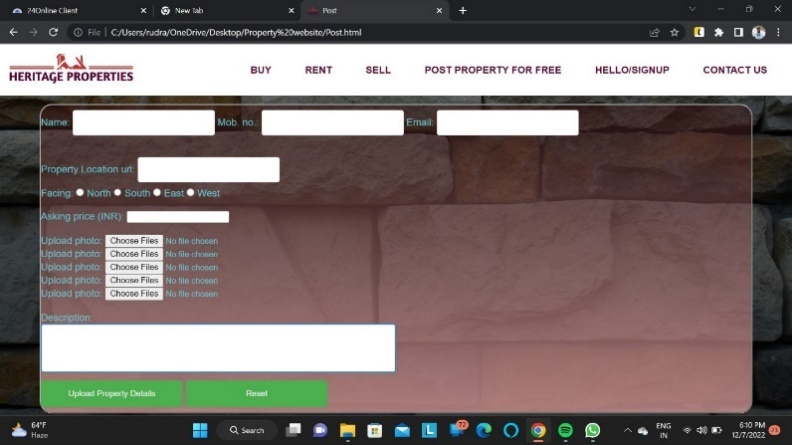 24Online Client
New Tab
Post
File | C:/Users/rudra/OneDrive/Desktop/Property%20website/Post.html
HERITAGE PROPERTIES
BUY RENT SELL POST PROPERTY FOR FREE HELLO/SIGNUP CONTACT US
Name: Mob. no.: Email:
Property Location url:
Facing: North South East West
Asking price (INR):
Upload photo: Choose Files No file chosen
Upload photo: Choose Files No file chosen
Upload photo: Choose Files No file chosen
Upload photo: Choose Files No file chosen
Upload photo: Choose Files No file chosen
Description:
Upload Property Details Reset
64°F
Haze
Search
ENG
IN
6:10 PM
12/7/2022